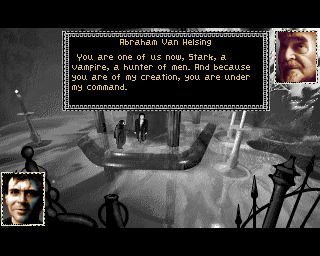 Abraham Van Helsing
You are one of us now, Stark, a
vampire, a hunter of men. And because
you are of my creation, you are under
my command.